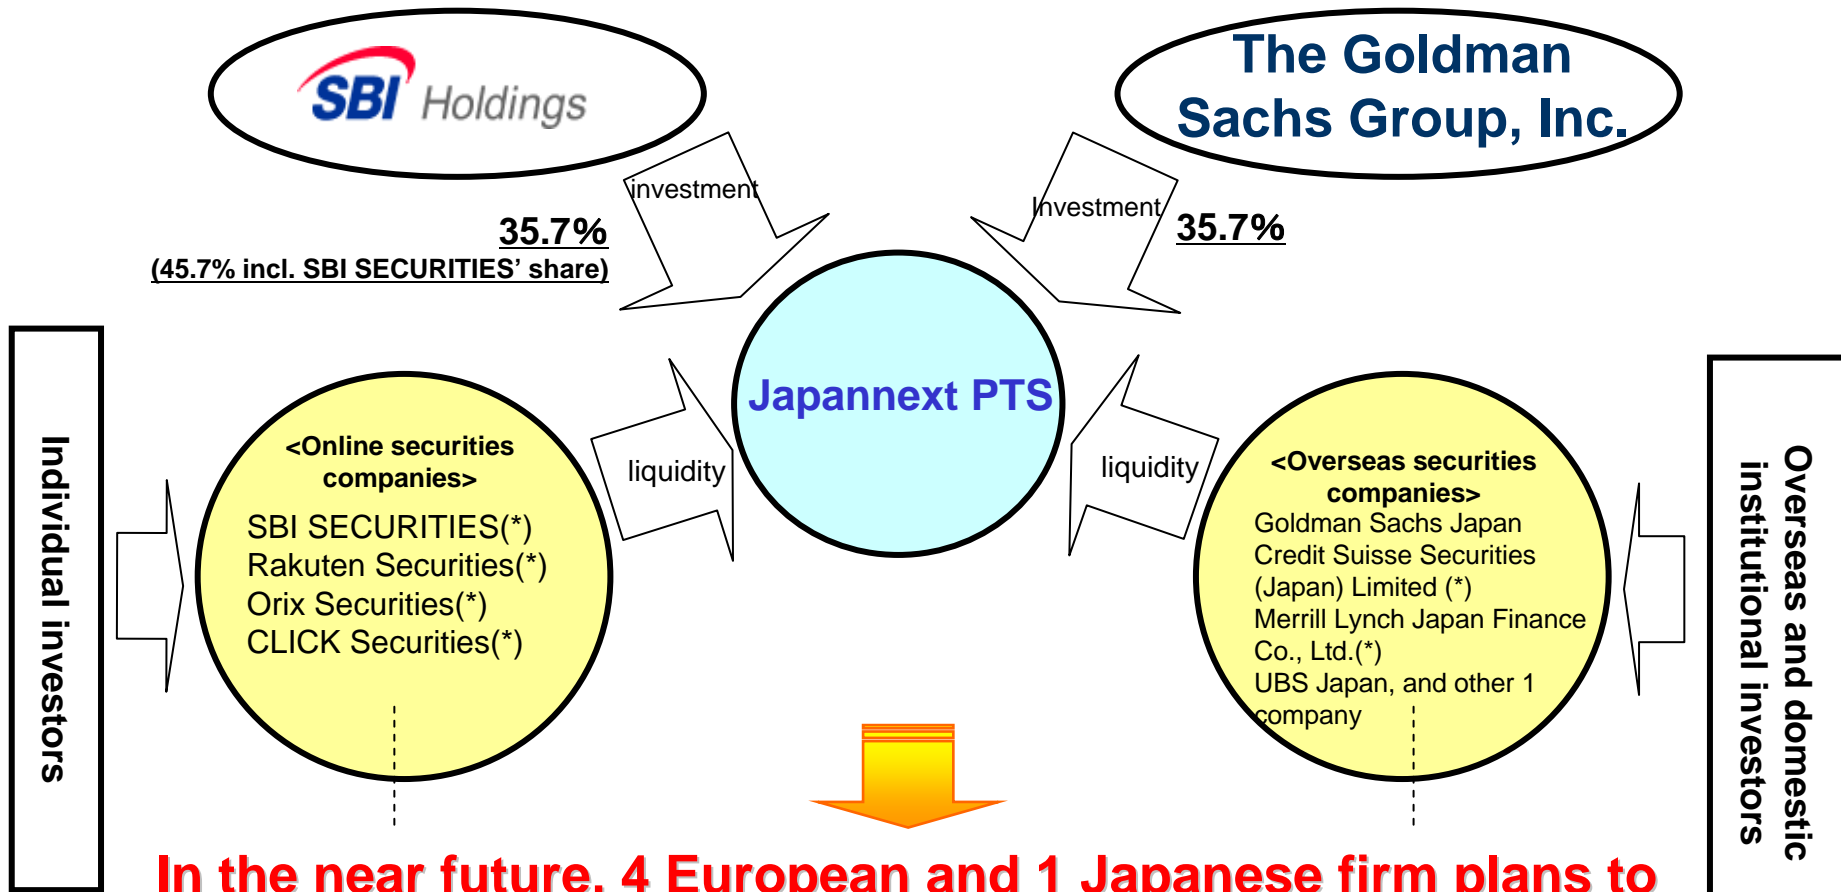 SBI Holdings
The Goldman
Sachs Group, Inc.
investment
Investment
35.7%
(45.7% incl. SBI SECURITIES’ share)
35.7%
Japannext PTS
Individual investors
<Online securities
companies>
SBI SECURITIES(*)
Rakuten Securities(*)
Orix Securities(*)
CLICK Securities(*)
liquidity
liquidity
<Overseas securities
companies>
Goldman Sachs Japan
Credit Suisse Securities
(Japan) Limited (*)
Merrill Lynch Japan Finance
Co., Ltd.(*)
UBS Japan, and other 1
company
Overseas and domestic
institutional investors
In the near future, 4 European and 1 Japanese firm plans to